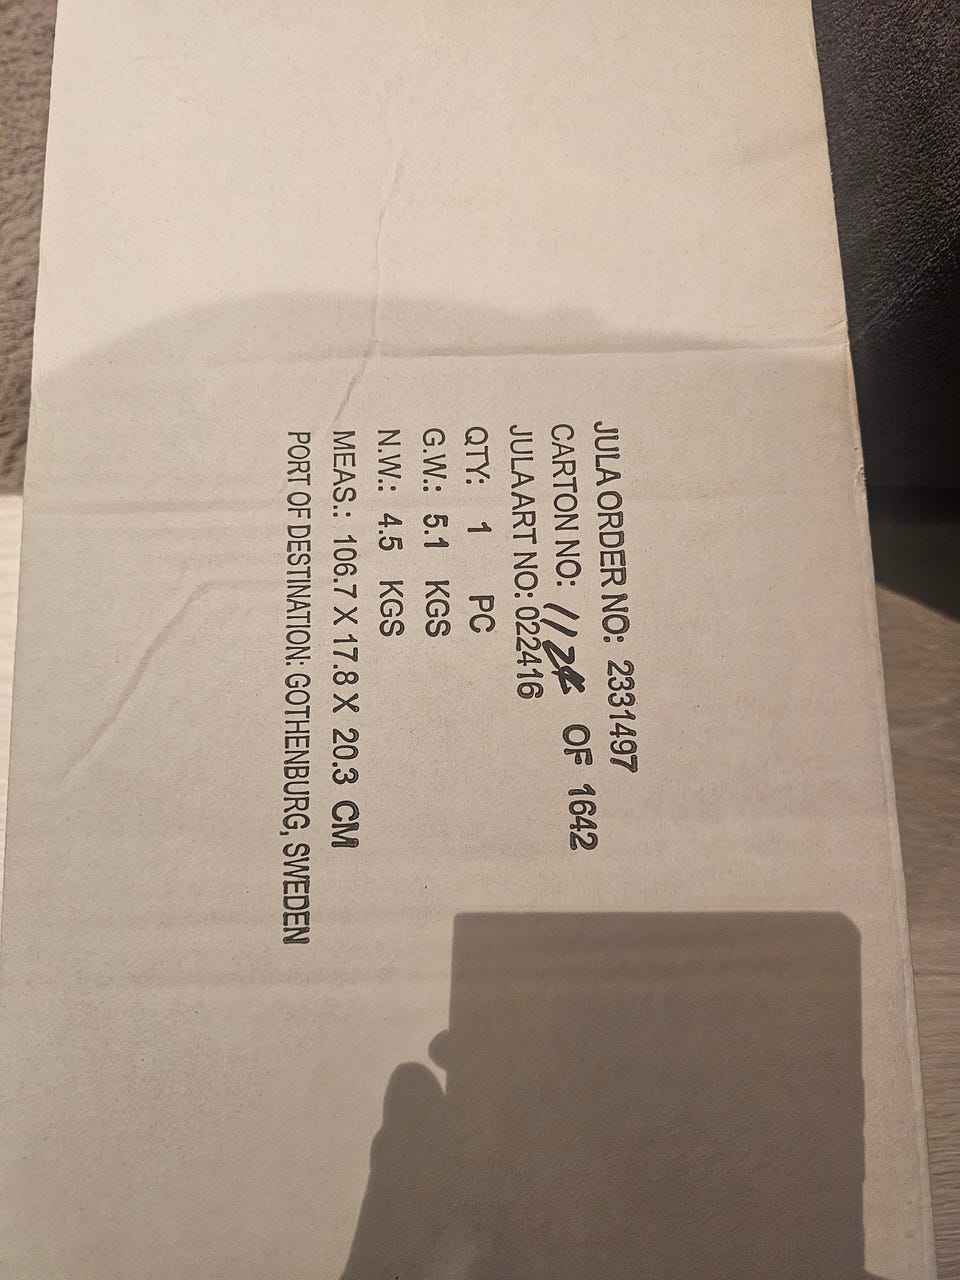 JULA ORDER NO: 2331497
CARTON NO: 1124 OF 1642
JULA ART NO: 022416
QTY: 1 PC
G.W.: 5.1 KGS
N.W.: 4.5 KGS
MEAS.: 106.7 X 17.8 X 20.3 CM
PORT OF DESTINATION: GOTHENBURG, SWEDEN